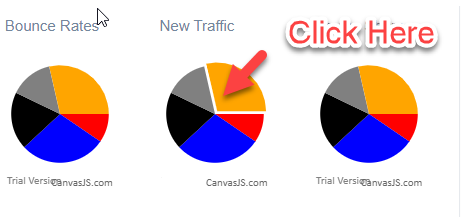 Bounce Rates
New Traffic
Click Here
Trial Version
CanvasJS.com
CanvasJS.com
Trial Version
CanvasJS.com